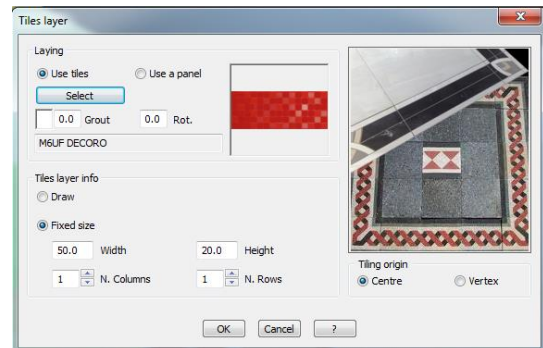 Tiles layer
x
Laying
Use tiles Use a panel
Select
0.0 Grout 0.0 Rot.
M6UF DECORO
Tiles layer info
Draw
Fixed size
50.0 Width 20.0 Height
1 N. Columns 1 N. Rows
Tiling origin
Centre Vertex
OK Cancel ?